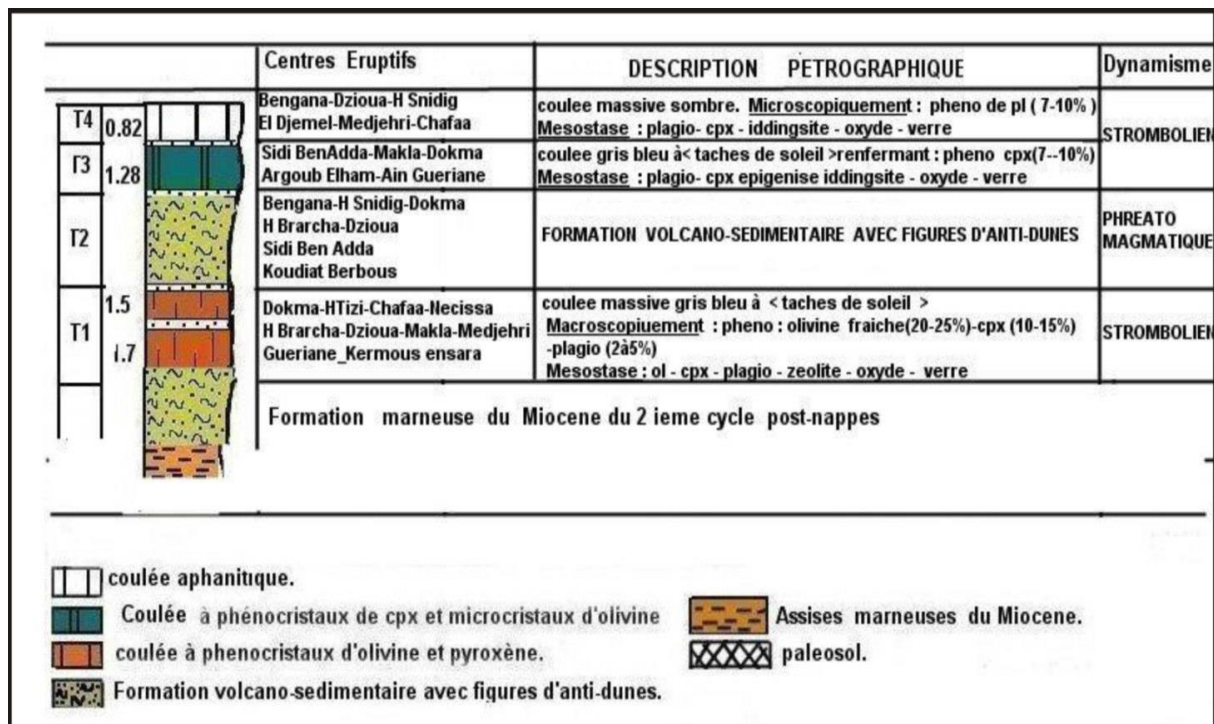 Centres Eruptifs
DESCRIPTION PETROGRAPHIQUE
Dynamisme
T4
0.82
Bengana-Dzioua-H Snidig
El Djemel-Medjehri-Chafaa
coulee massive sombre. Microscopiquement : pheno de pl ( 7-10% )
Mesostase : plagio- cpx - iddingsite - oxyde - verre
STROMBOLIEN
T3
1.28
Sidi BenAdda-Makla-Dokma
Argoub Elham-Ain Gueriane
coulee gris bleu à< taches de soleil >renfermant : pheno cpx(7--10%)
Mesostase : plagio- cpx epigenise iddingsite - oxyde - verre
T2
Bengana-H Snidig-Dokma
H Brarcha-Dzioua
Sidi Ben Adda
Koudiat Berbous
FORMATION VOLCANO-SEDIMENTAIRE AVEC FIGURES D'ANTI-DUNES
PHREATO
MAGMATIQUE
T1
1.5
1.7
Dokma-HTizi-Chafaa-Necissa
H Brarcha-Dzioua-Makla-Medjehri
Gueriane_Kermous ensara
coulee massive gris bleu à < taches de soleil >
Macroscopiuement : pheno : olivine fraiche(20-25%)-cpx (10-15%)
-plagio (2à5%)
Mesostase : ol - cpx - plagio - zeolite - oxyde - verre
STROMBOLIEN
Formation marneuse du Miocene du 2 ieme cycle post-nappes
coulée aphanitique.
Coulée à phénocristaux de cpx et microcristaux d'olivine
coulée à phenocristaux d'olivine et pyroxène.
Formation volcano-sedimentaire avec figures d'anti-dunes.
Assises marneuses du Miocene.
paleosol.